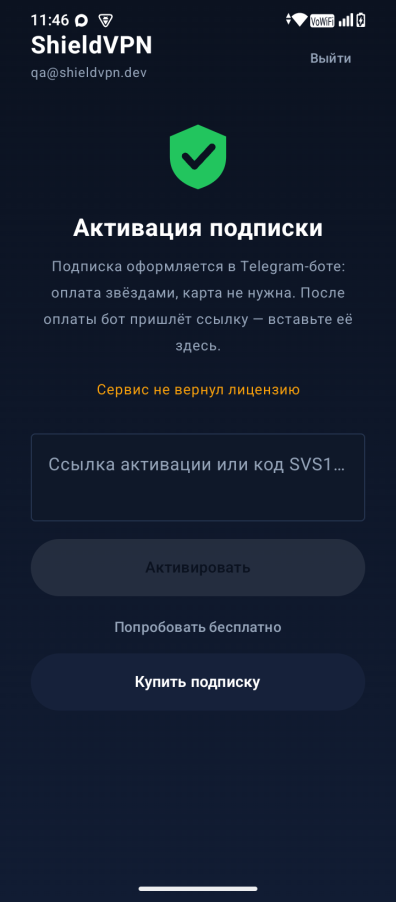 11:46
VoWiFi
ShieldVPN
Выйти
qa@shieldvpn.dev
Активация подписки
Подписка оформляется в Telegram-боте:
оплата звёздами, карта не нужна. После
оплаты бот пришлёт ссылку — вставьте её
здесь.
Сервис не вернул лицензию
Ссылка активации или код SVS1...
Активировать
Попробовать бесплатно
Купить подписку